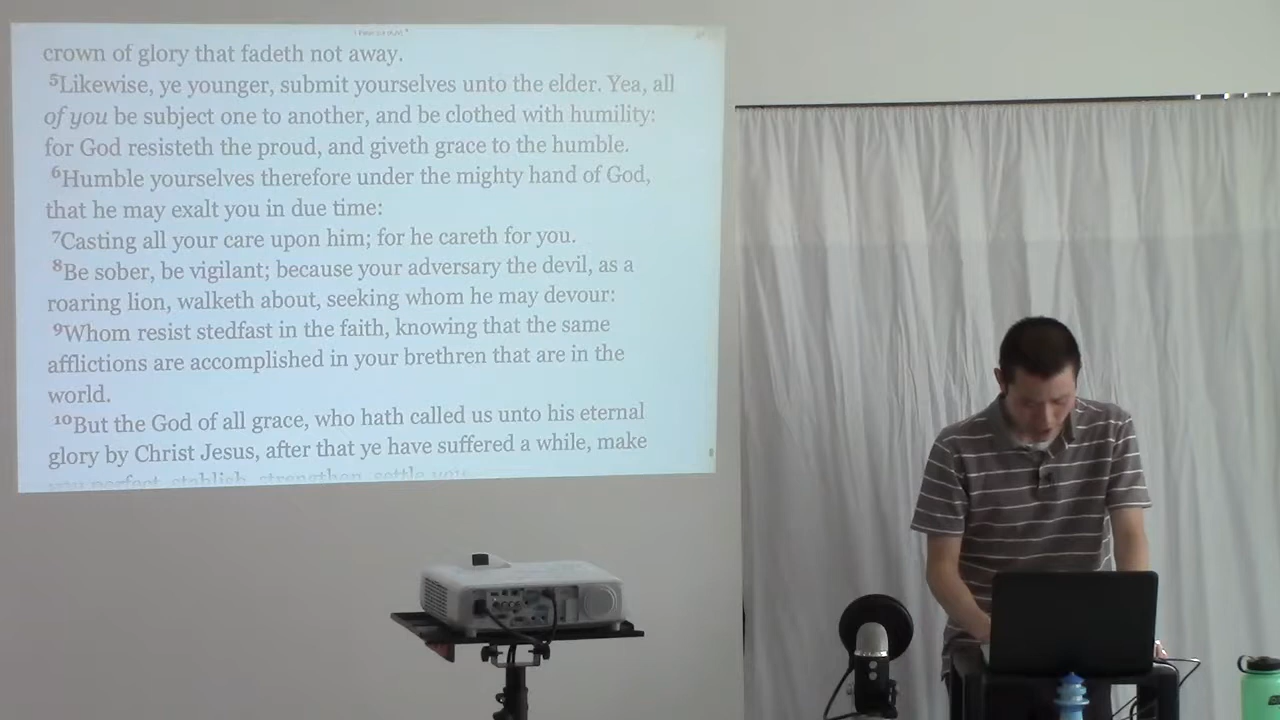 crown of glory that fadeth not away.
5Likewise, ye younger, submit yourselves unto the elder. Yea, all
of you be subject one to another, and be clothed with humility:
for God resisteth the proud, and giveth grace to the humble.
6Humble yourselves therefore under the mighty hand of God,
that he may exalt you in due time:
7Casting all your care upon him; for he careth for you.
8Be sober, be vigilant; because your adversary the devil, as a
roaring lion, walketh about, seeking whom he may devour:
9Whom resist stedfast in the faith, knowing that the same
afflictions are accomplished in your brethren that are in the
world.
10But the God of all grace, who hath called us unto his eternal
glory by Christ Jesus, after that ye have suffered a while, make
you perfect, stablish, strengthen, settle you.